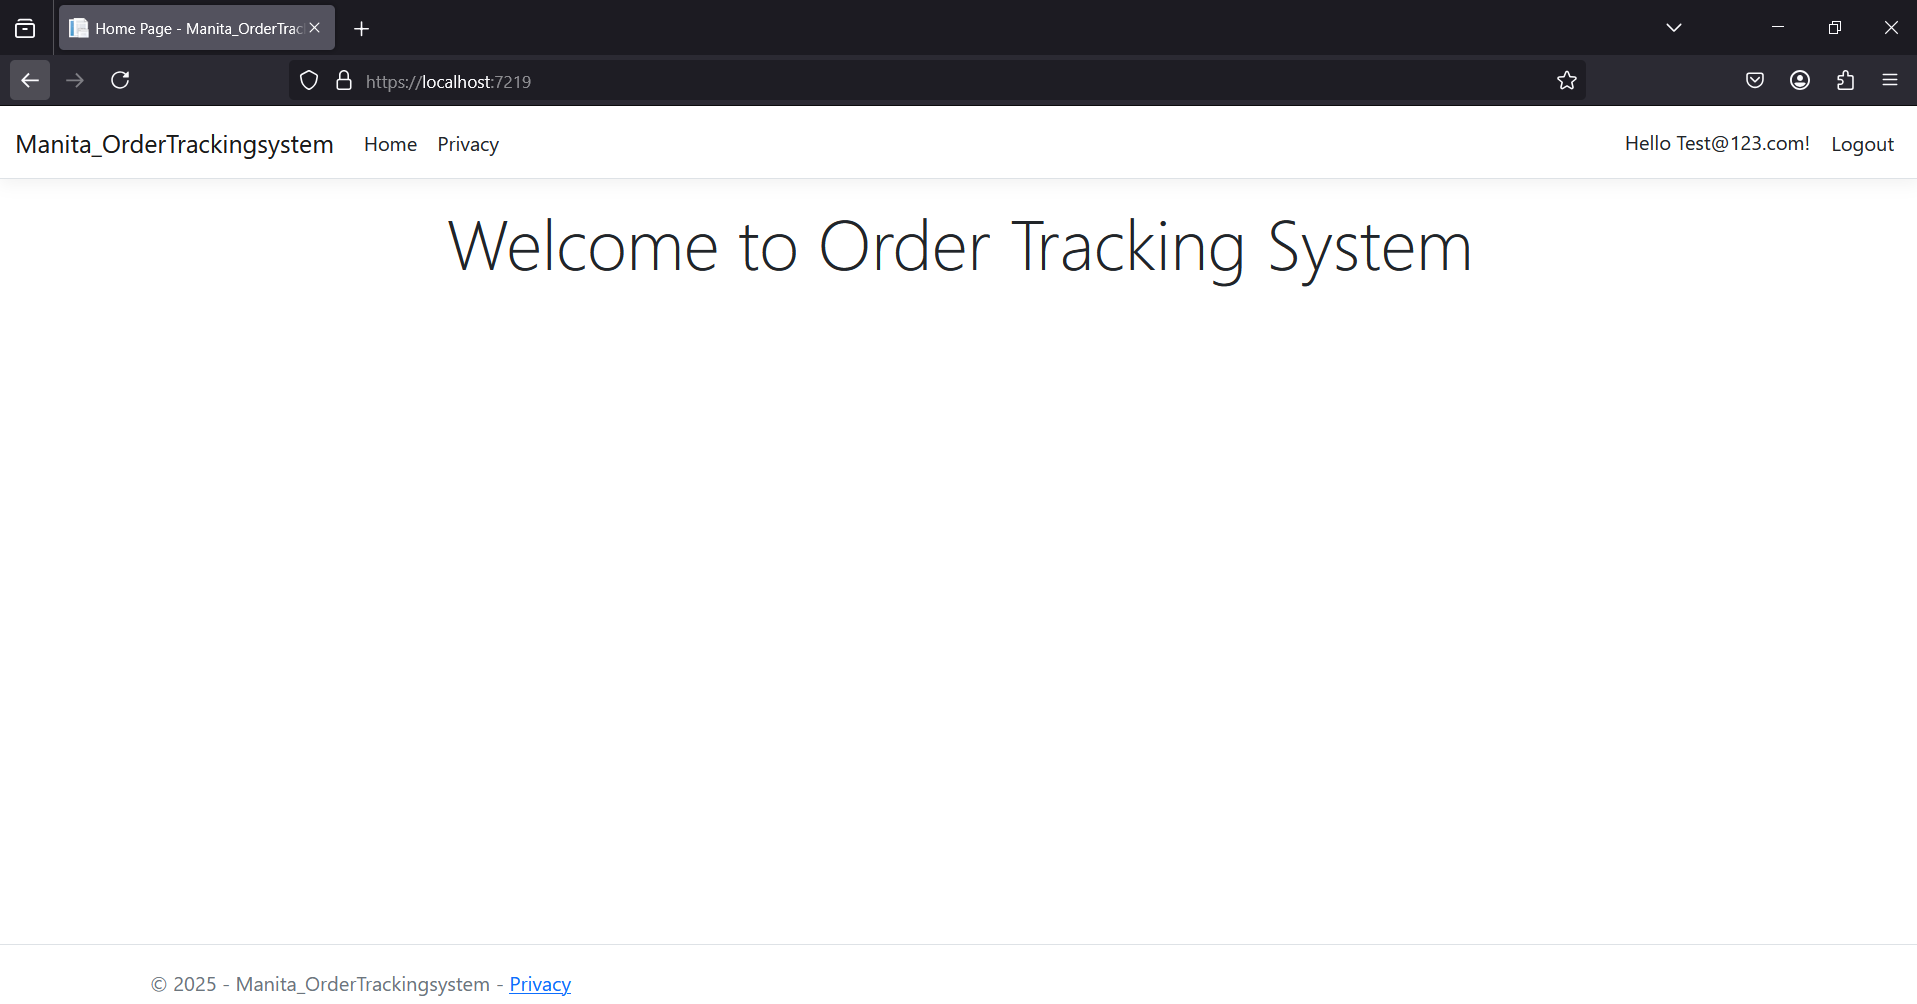 Home Page - Manita_OrderTrac
https://localhost:7219
Manita_OrderTrackingsystem Home Privacy Hello Test@123.com! Logout
Welcome to Order Tracking System
© 2025 - Manita_OrderTrackingsystem - Privacy